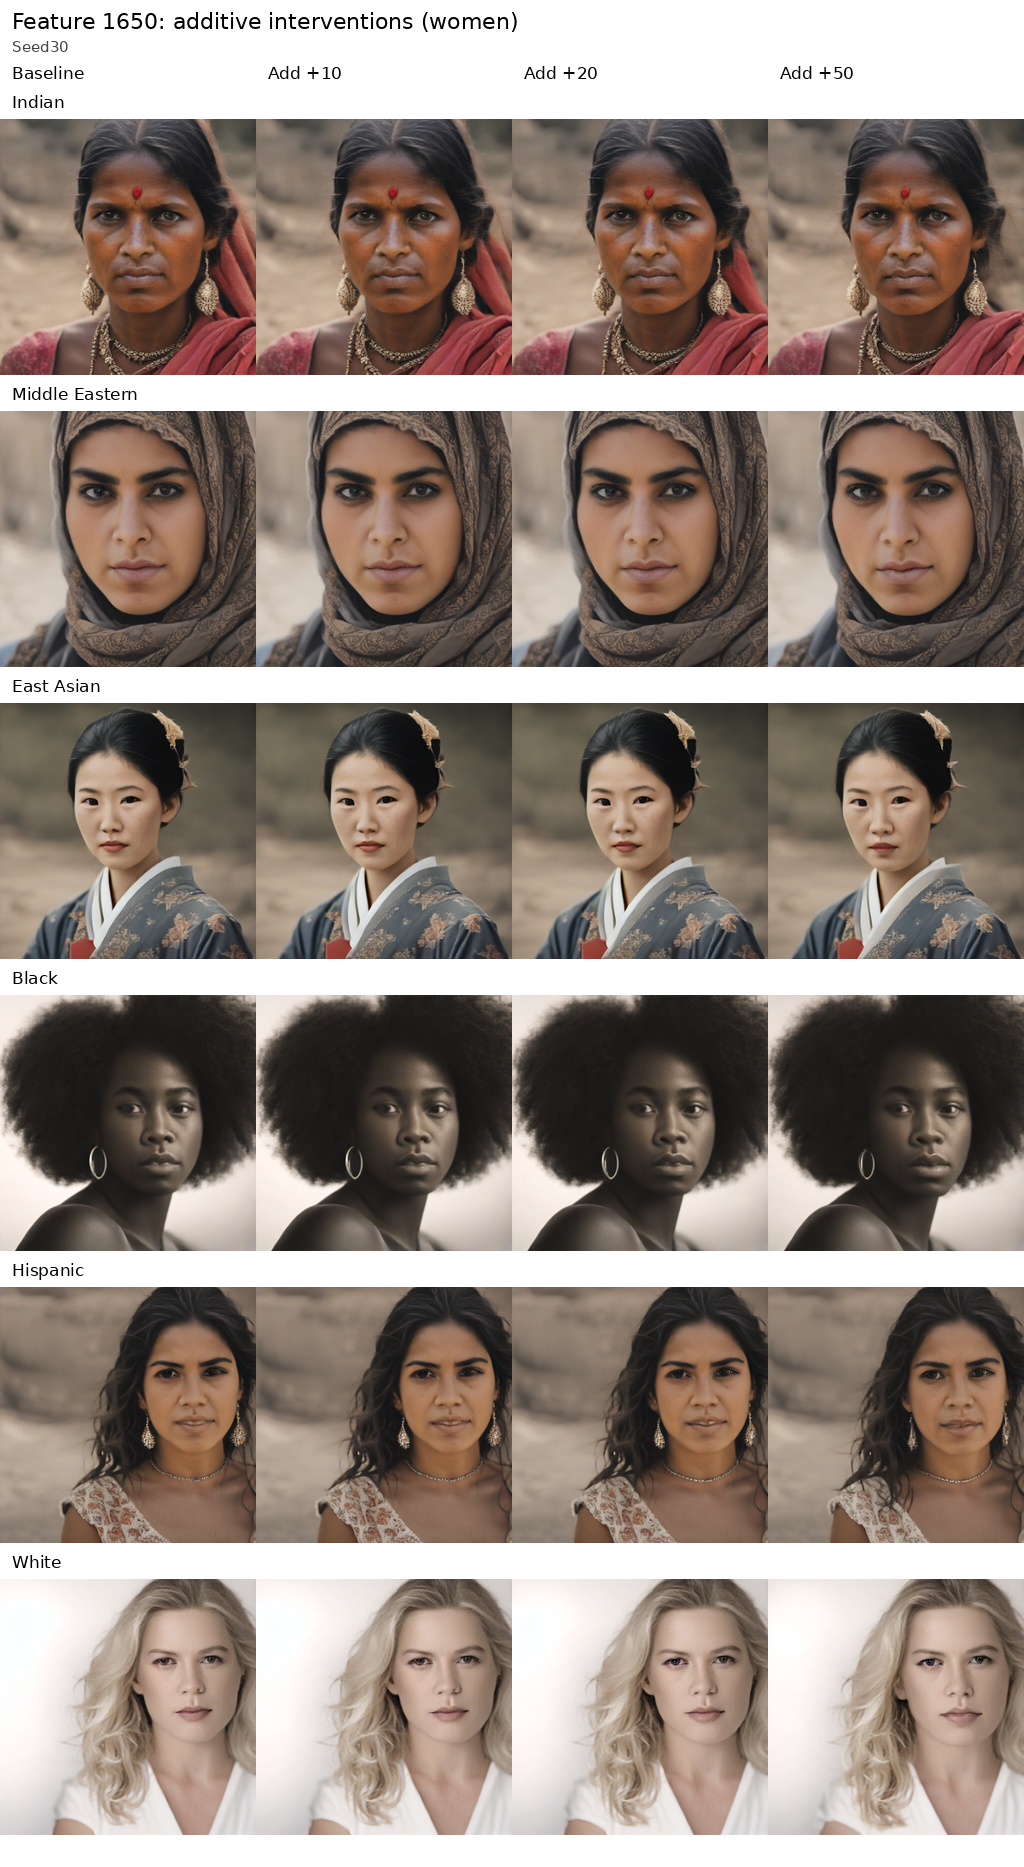 Feature 1650: additive interventions (women)
Seed30
Baseline Add +10 Add +20 Add +50
Indian
Middle Eastern
East Asian
Black
Hispanic
White